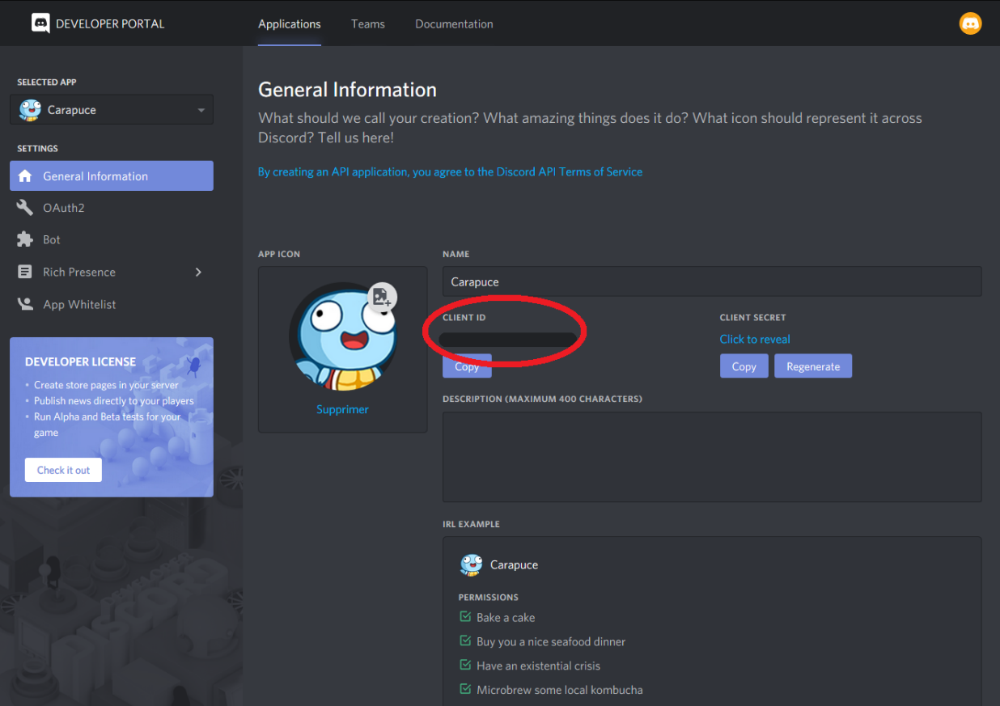 DEVELOPER PORTAL
Applications
Teams
Documentation
SELECTED APP
Carapuce
SETTINGS
General Information
OAuth2
Bot
Rich Presence
App Whitelist
DEVELOPER LICENSE
• Create store pages in your server
• Publish news directly to your players
• Run Alpha and Beta tests for your
game
Check it out
DISCORD
General Information
What should we call your creation? What amazing things does it do? What icon should represent it across
Discord? Tell us here!
By creating an API application, you agree to the Discord API Terms of Service
APP ICON
Supprimer
NAME
Carapuce
CLIENT ID
Copy
CLIENT SECRET
Click to reveal
Copy
Regenerate
DESCRIPTION (MAXIMUM 400 CHARACTERS)
IRL EXAMPLE
Carapuce
PERMISSIONS
Bake a cake
Buy you a nice seafood dinner
Have an existential crisis
Microbrew some local kombucha